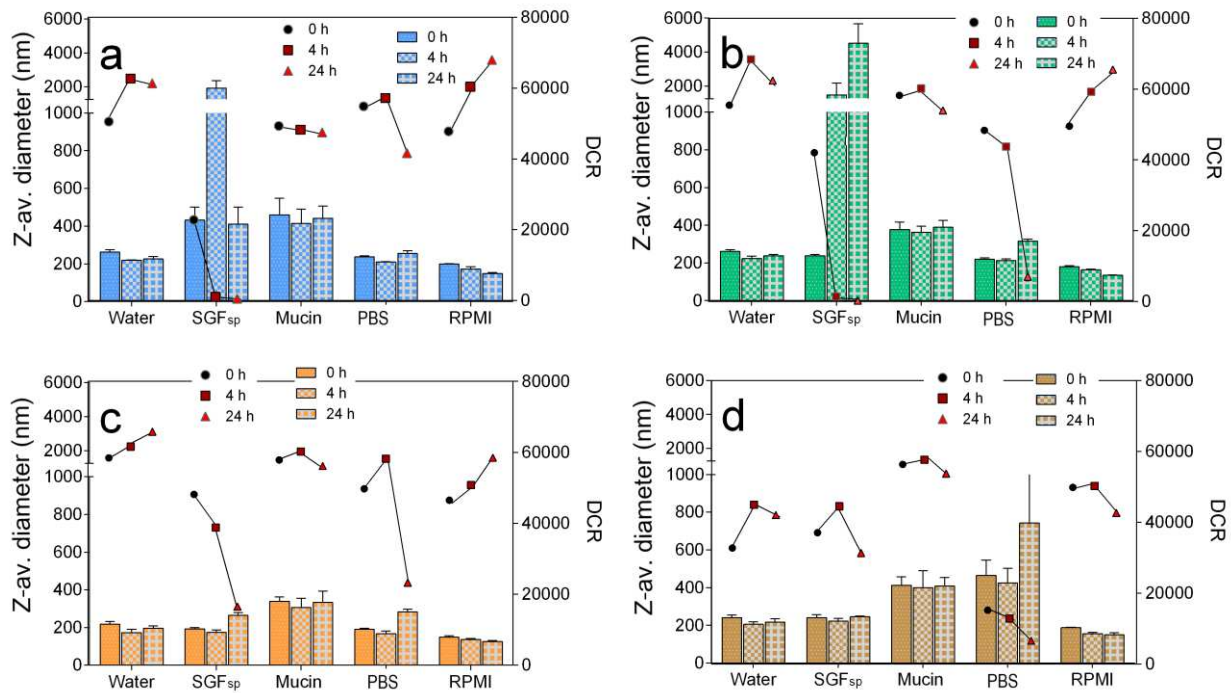 a
0 h
4 h
24 h
0 h
4 h
24 h
Z-av. diameter (nm)
6000
4000
2000
1000
800
600
400
200
0
80000
60000
40000
20000
0
DCR
Water
SGFsp
Mucin
PBS
RPMI
b
0 h
4 h
24 h
0 h
4 h
24 h
Z-av. diameter (nm)
6000
4000
2000
1000
800
600
400
200
0
80000
60000
40000
20000
0
DCR
Water
SGFsp
Mucin
PBS
RPMI
c
0 h
4 h
24 h
0 h
4 h
24 h
Z-av. diameter (nm)
6000
4000
2000
1000
800
600
400
200
0
80000
60000
40000
20000
0
DCR
Water
SGFsp
Mucin
PBS
RPMI
d
0 h
4 h
24 h
0 h
4 h
24 h
Z-av. diameter (nm)
6000
4000
2000
1000
800
600
400
200
0
80000
60000
40000
20000
0
DCR
Water
SGFsp
Mucin
PBS
RPMI